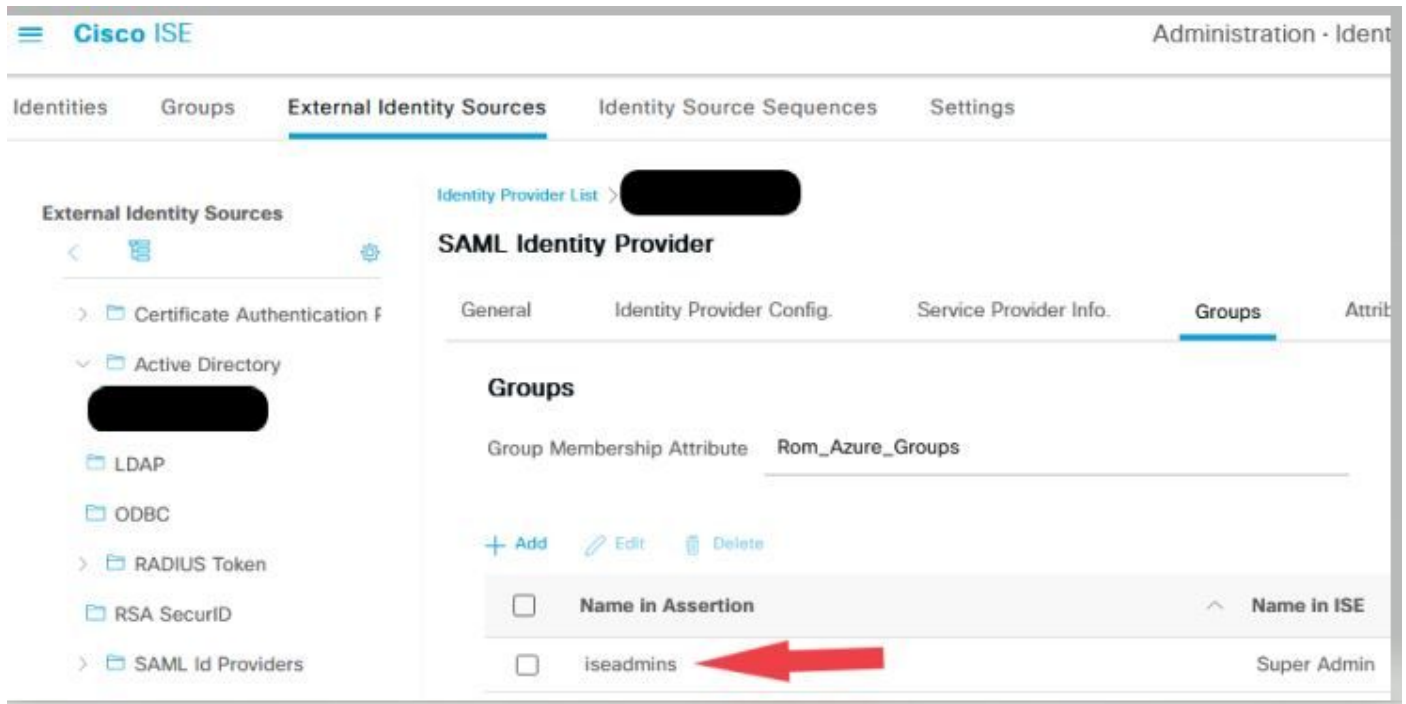 Cisco ISE
Administration · Ident
Identities Groups External Identity Sources Identity Source Sequences Settings
External Identity Sources
Certificate Authentication F
Active Directory
LDAP
ODBC
RADIUS Token
RSA SecurID
SAML Id Providers
Identity Provider List >
SAML Identity Provider
General Identity Provider Config. Service Provider Info. Groups Attrib
Groups
Group Membership Attribute Rom_Azure_Groups
+ Add Edit Delete
Name in Assertion Name in ISE
iseadmins Super Admin